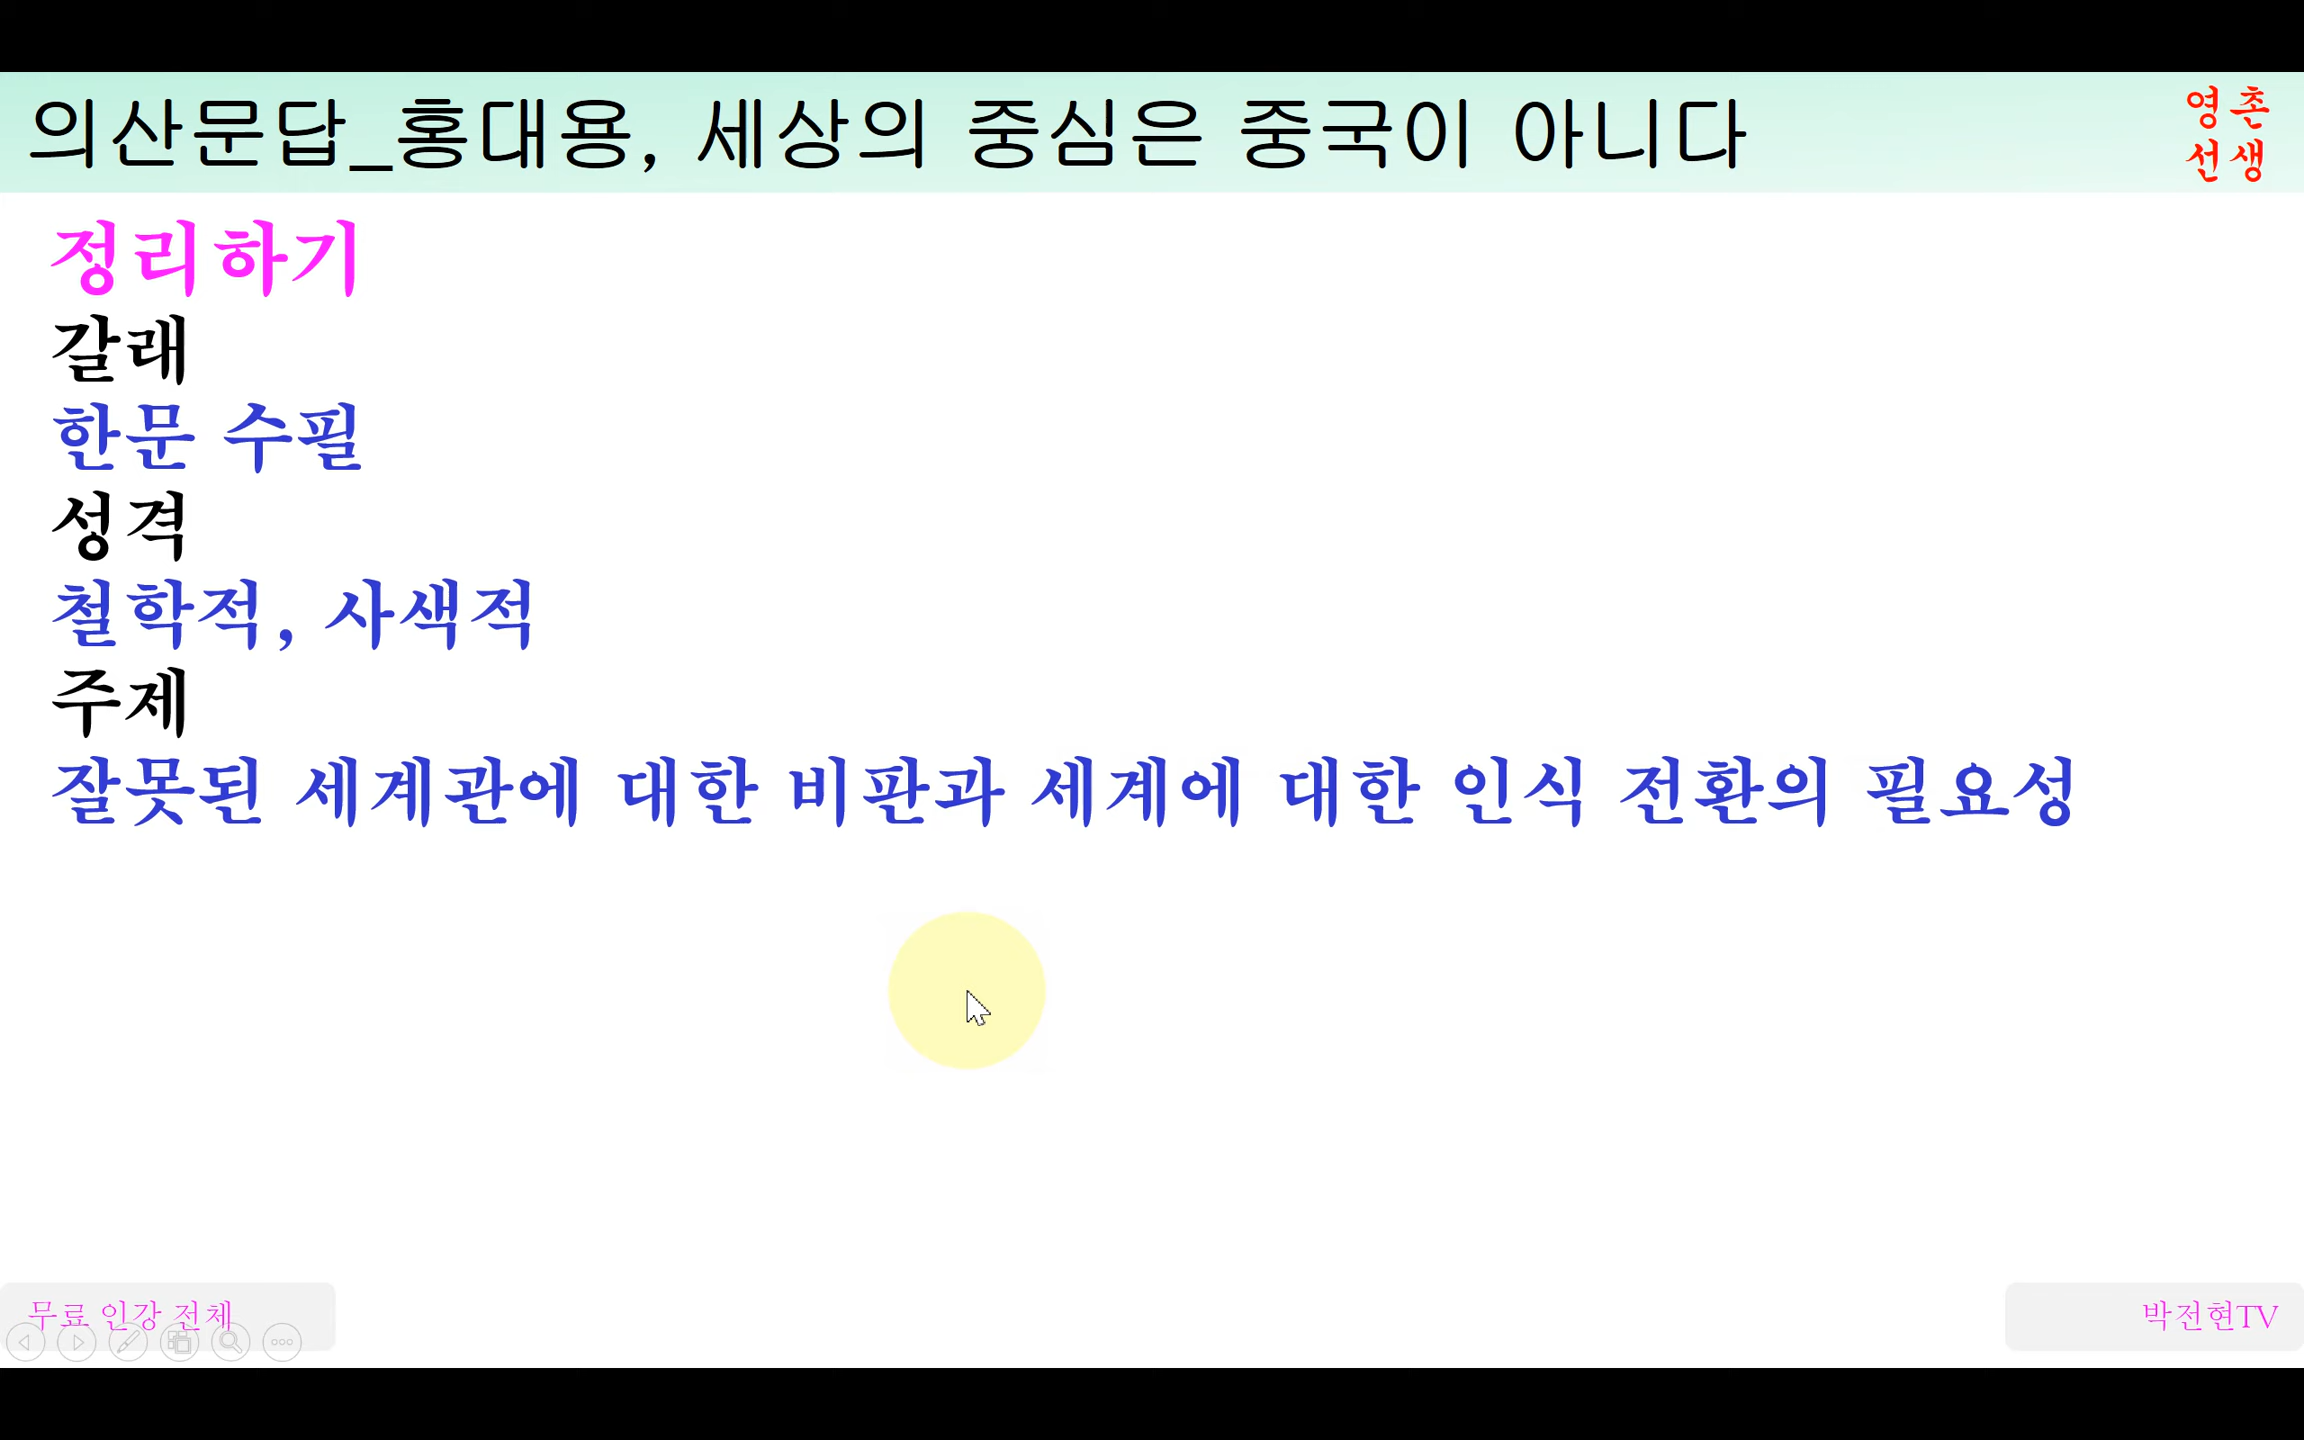 의산문답_홍대용, 세상의 중심은 중국이 아니다
영촌
선생
정리하기
갈래
한문 수필
성격
철학적, 사색적
주제
잘못된 세계관에 대한 비판과 세계에 대한 인식 전환의 필요성
무료 인강 전체
박전현TV